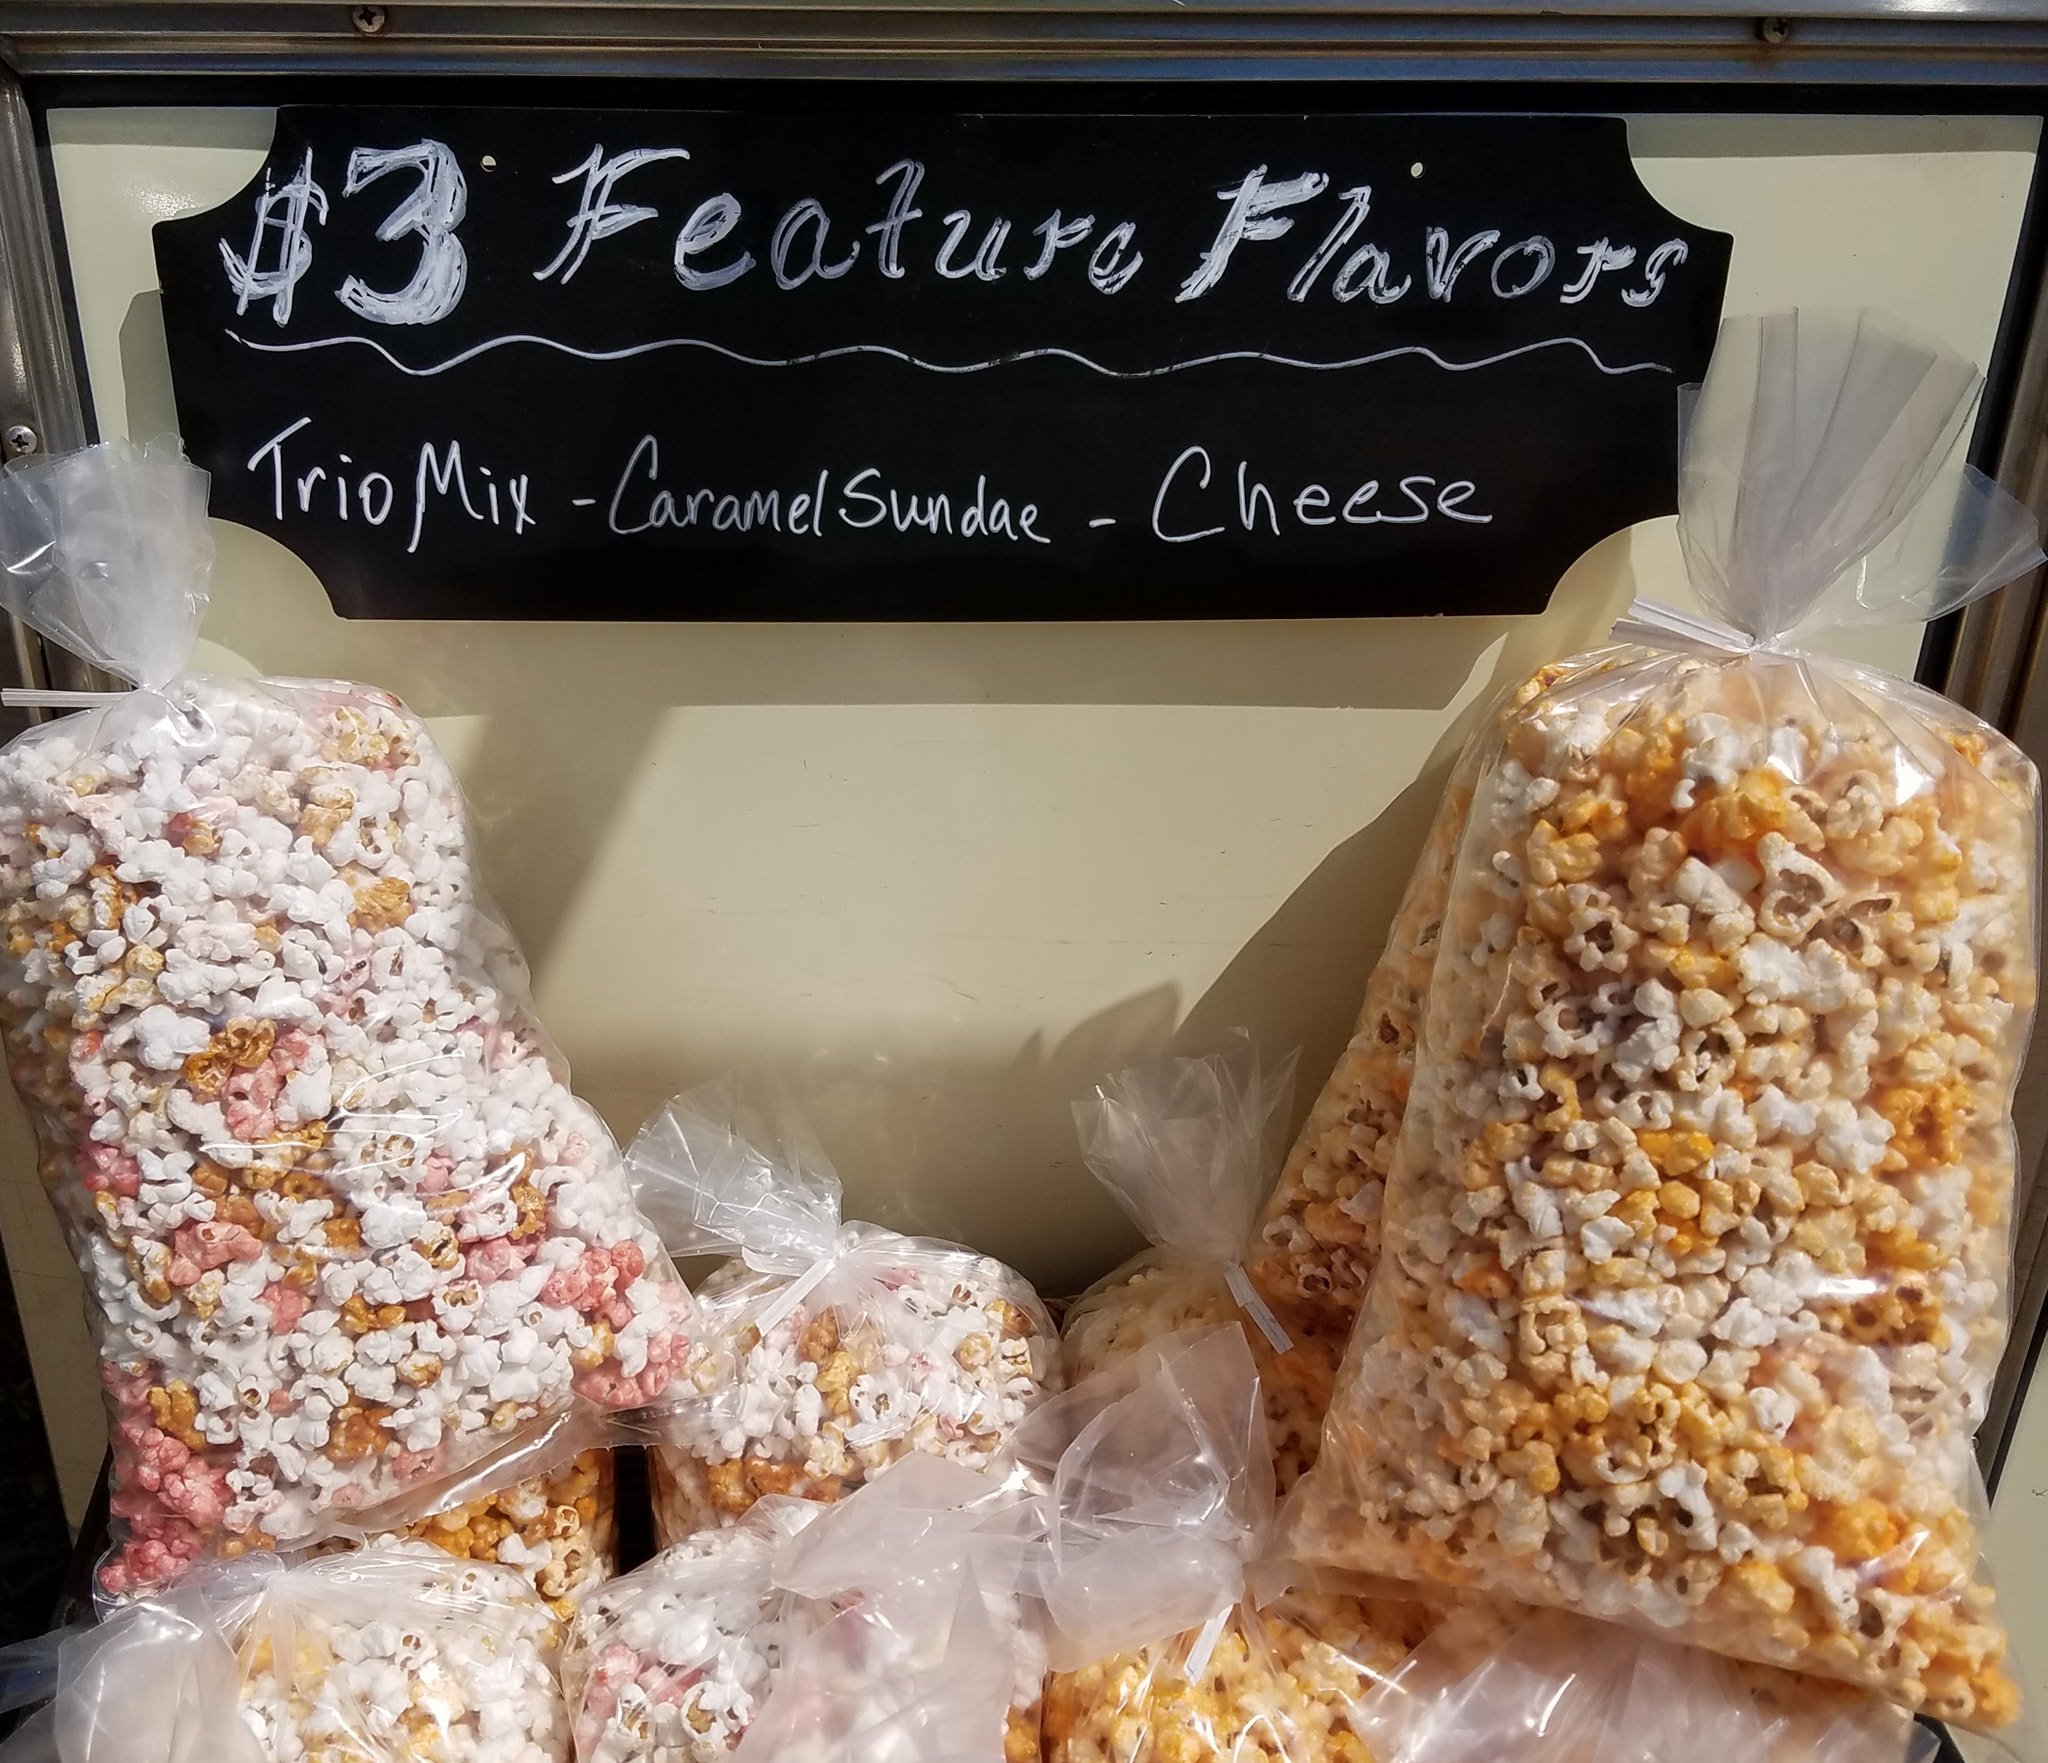 $3 Feature Flavors
Trio Mix - Caramel Sundae - Cheese